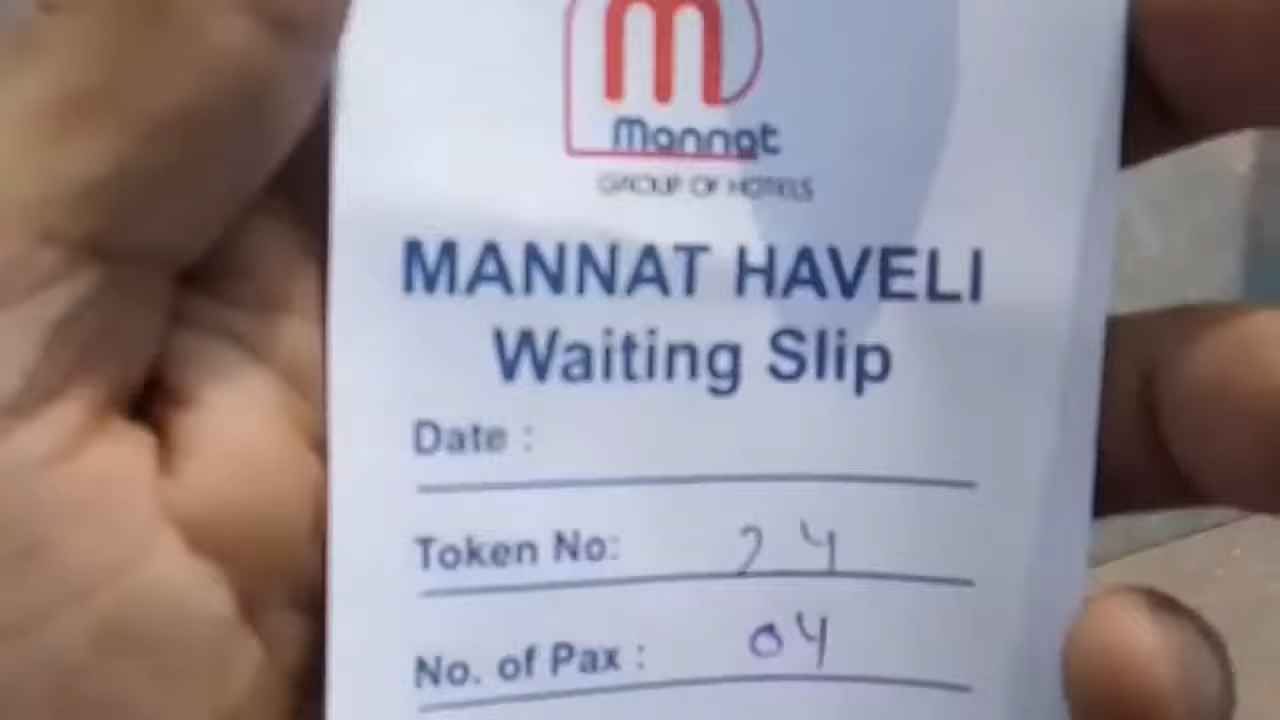 m
Mannat
GROUP OF HOTELS
MANNAT HAVELI
Waiting Slip
Date :
Token No: 24
No. of Pax : 04